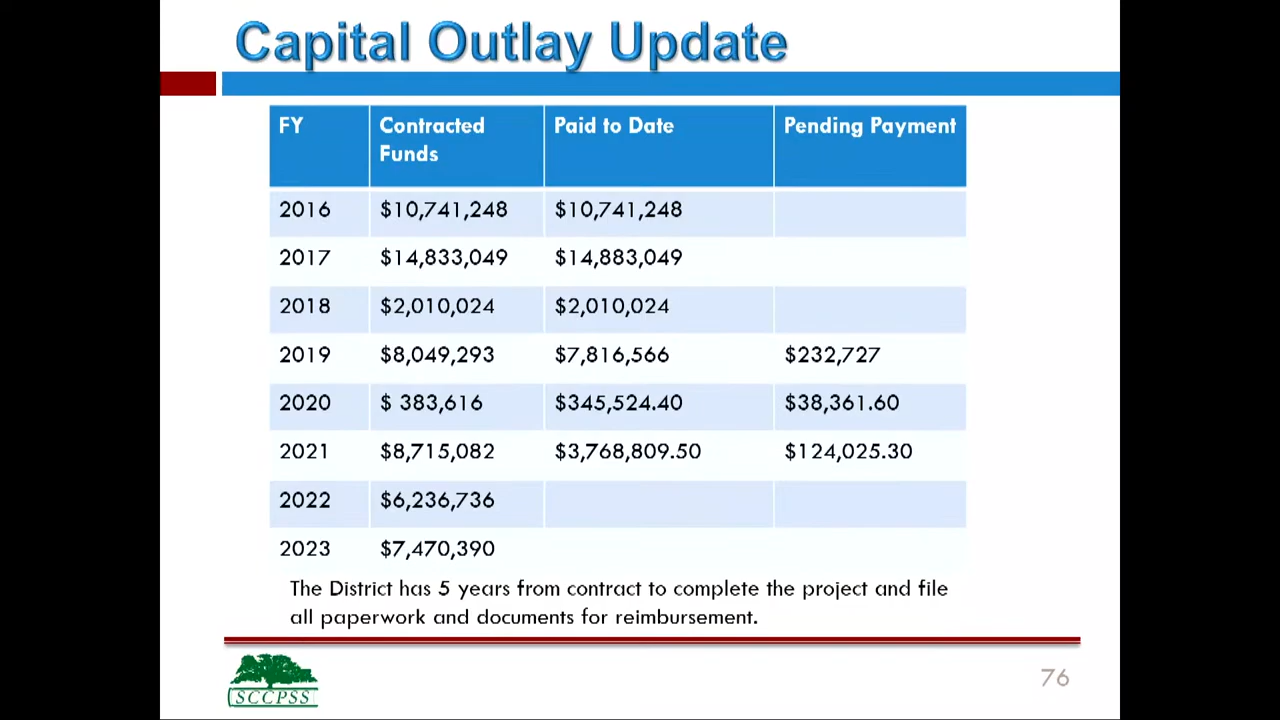 Capital Outlay Update
FY Contracted Funds Paid to Date Pending Payment
2016 $10,741,248 $10,741,248
2017 $14,833,049 $14,883,049
2018 $2,010,024 $2,010,024
2019 $8,049,293 $7,816,566 $232,727
2020 $ 383,616 $345,524.40 $38,361.60
2021 $8,715,082 $3,768,809.50 $124,025.30
2022 $6,236,736
2023 $7,470,390
The District has 5 years from contract to complete the project and file
all paperwork and documents for reimbursement.
SCCPSS
76